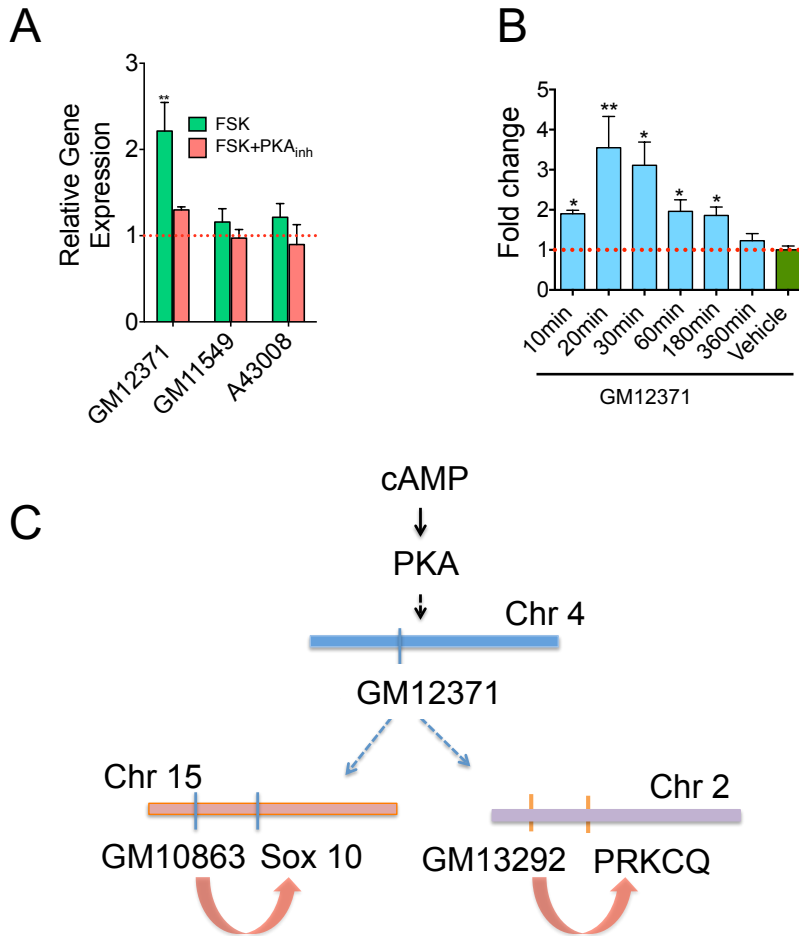 A
Relative Gene
Expression
3
2
1
0
**
FSK
FSK+PKAinh
GM12371
GM11549
A43008
B
Fold change
5
4
3
2
1
0
*
**
*
*
*
10min
20min
30min
60min
180min
360min
Vehicle
GM12371
C
cAMP
PKA
Chr 4
GM12371
Chr 15
GM10863 Sox 10
Chr 2
GM13292 PRKCQ